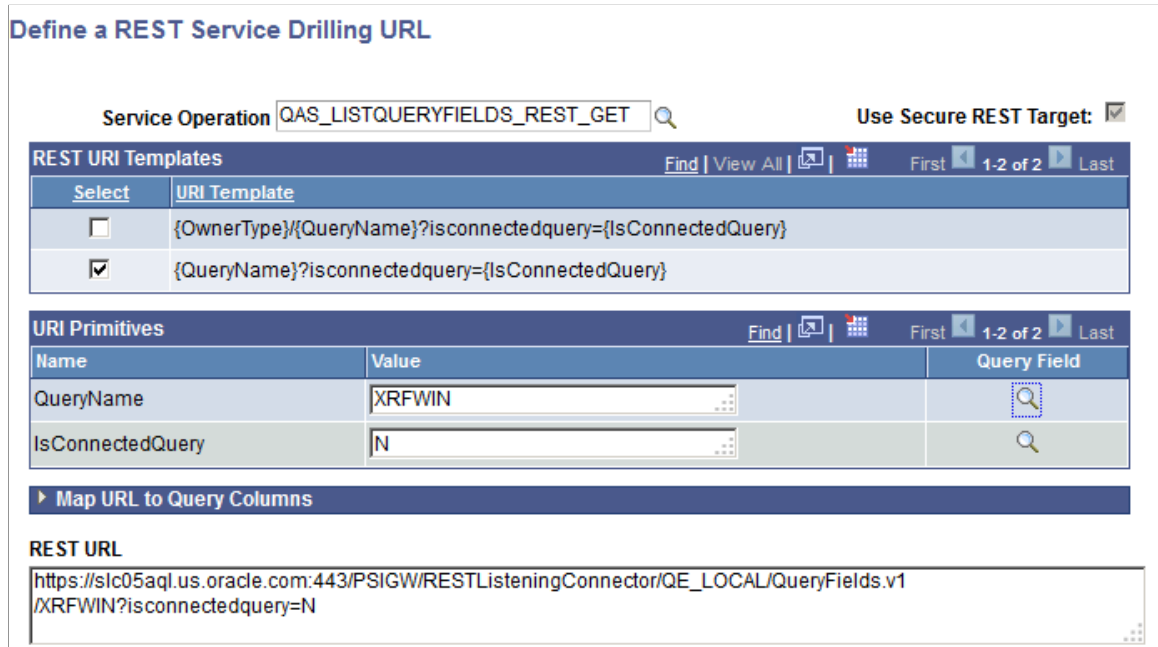 Define a REST Service Drilling URL
Service Operation QAS_LISTQUERYFIELDS_REST_GET Use Secure REST Target:
REST URI Templates Find | View All | | First 1-2 of 2 Last
Select URI Template
{OwnerType}/{QueryName}?isconnectedquery={IsConnectedQuery}
{QueryName}?isconnectedquery={IsConnectedQuery}
URI Primitives Find | | First 1-2 of 2 Last
Name Value Query Field
QueryName XRFWIN
IsConnectedQuery N
Map URL to Query Columns
REST URL
https://slc05aql.us.oracle.com:443/PSIGW/RESTListeningConnector/QE_LOCAL/QueryFields.v1
/XRFWIN?isconnectedquery=N